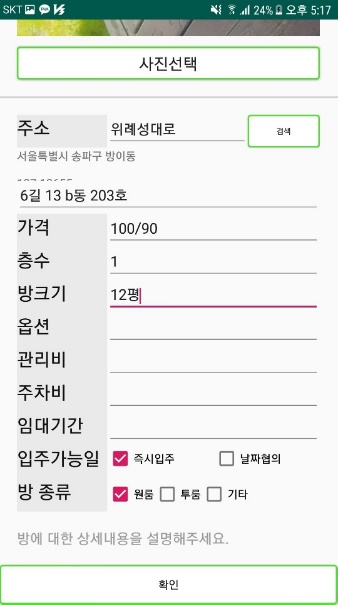 SKT 24% 오후 5:17
사진선택
주소 위례성대로 검색
서울특별시 송파구 방이동
6길 13 b동 203호
가격 100/90
층수 1
방크기 12평
옵션
관리비
주차비
임대기간
입주가능일 즉시입주 날짜협의
방 종류 원룸 투룸 기타
방에 대한 상세내용을 설명해주세요.
확인